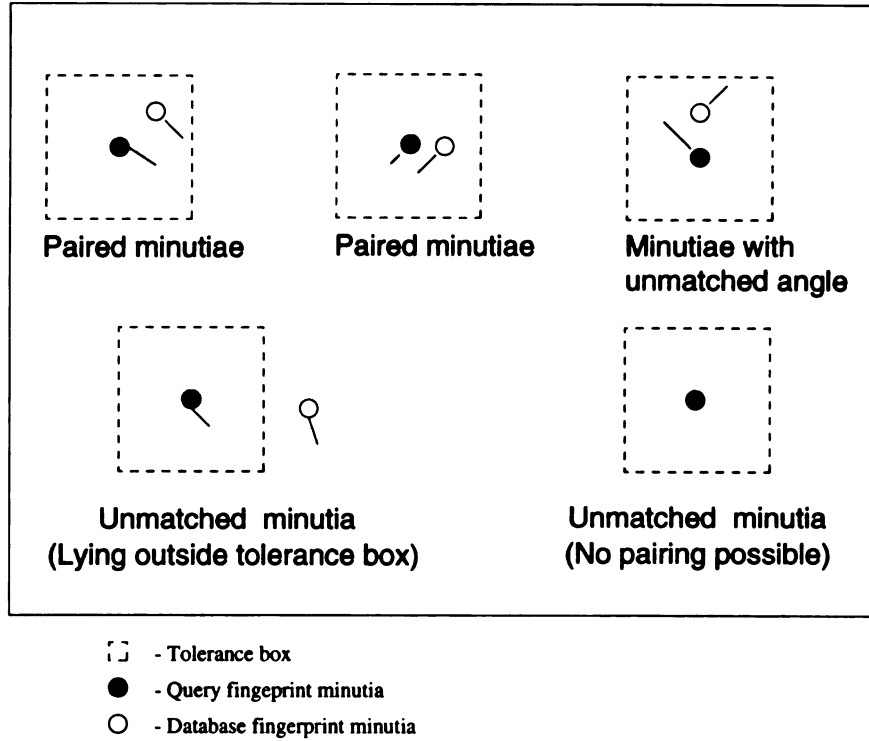 Paired minutiae
Paired minutiae
Minutiae with
unmatched angle
Unmatched minutia
(Lying outside tolerance box)
Unmatched minutia
(No pairing possible)
- Tolerance box
- Query fingeprint minutia
- Database fingerprint minutia